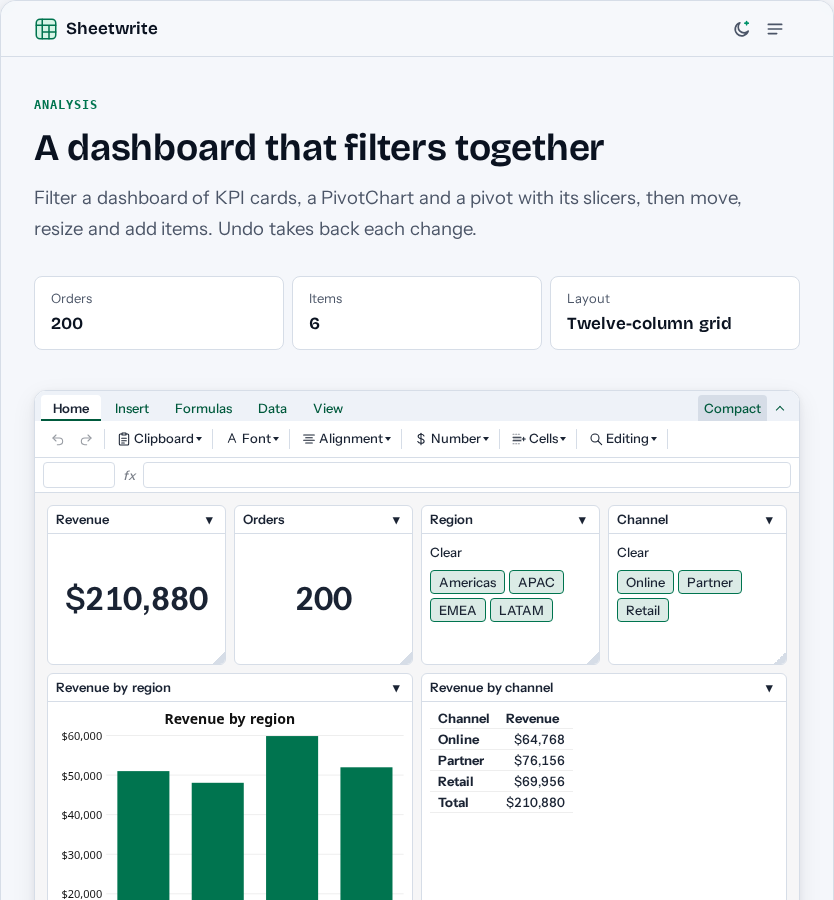 Sheetwrite
ANALYSIS
A dashboard that filters together
Filter a dashboard of KPI cards, a PivotChart and a pivot with its slicers, then move,
resize and add items. Undo takes back each change.
Orders
200
Items
6
Layout
Twelve-column grid
Home Insert Formulas Data View Compact
Clipboard Font Alignment Number Cells Editing
fx
Revenue
$210,880
Orders
200
Region
Clear
Americas APAC
EMEA LATAM
Channel
Clear
Online Partner
Retail
Revenue by region
Revenue by region
$60,000
$50,000
$40,000
$30,000
$20,000
Revenue by channel
Channel Revenue
Online $64,768
Partner $76,156
Retail $69,956
Total $210,880